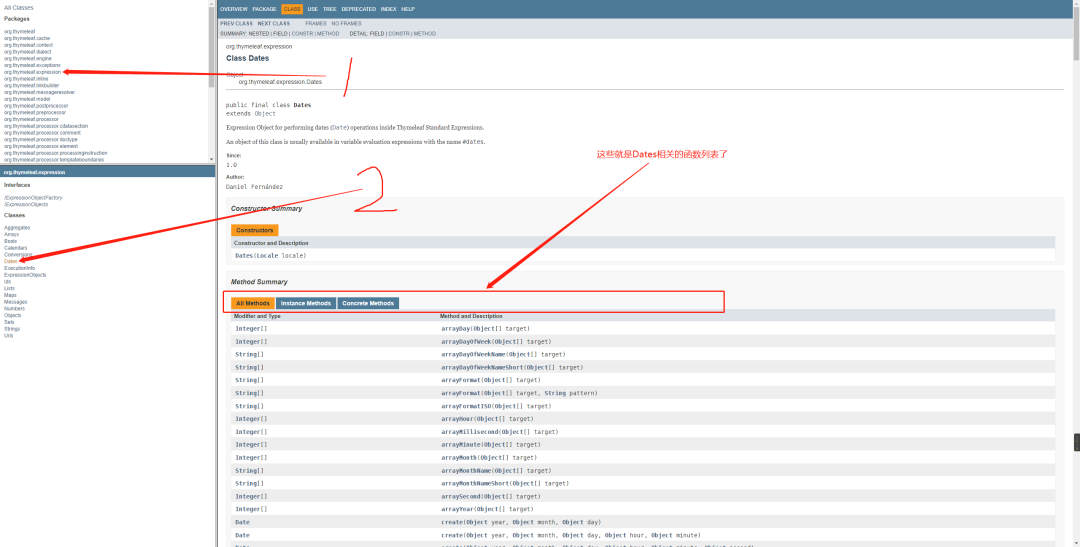 All Classes
Packages
org.thymeleaf
org.thymeleaf.cache
org.thymeleaf.context
org.thymeleaf.dialect
org.thymeleaf.engine
org.thymeleaf.exceptions
org.thymeleaf.expression
org.thymeleaf.inline
org.thymeleaf.linkbuilder
org.thymeleaf.messageresolver
org.thymeleaf.model
org.thymeleaf.postprocessor
org.thymeleaf.preprocessor
org.thymeleaf.processor
org.thymeleaf.processor.cdatasection
org.thymeleaf.processor.comment
org.thymeleaf.processor.doctype
org.thymeleaf.processor.element
org.thymeleaf.processor.processinginstruction
org.thymeleaf.processor.templateboundaries
org.thymeleaf.expression
Interfaces
IExpressionObjectFactory
IExpressionObjects
Classes
Aggregates
Arrays
Bools
Calendars
Conversions
Dates
ExecutionInfo
ExpressionObjects
Ids
Lists
Maps
Messages
Numbers
Objects
Sets
Strings
Uris
OVERVIEW PACKAGE CLASS USE TREE DEPRECATED INDEX HELP
PREV CLASS NEXT CLASS FRAMES NO FRAMES
SUMMARY: NESTED | FIELD | CONSTR | METHOD DETAIL: FIELD | CONSTR | METHOD
org.thymeleaf.expression
Class Dates
1
Object
org.thymeleaf.expression.Dates
public final class Dates
extends Object
Expression Object for performing dates (Date) operations inside Thymeleaf Standard Expressions.
An object of this class is usually available in variable evaluation expressions with the name #dates.
这些就是Dates相关的函数列表了
Since:
1.0
Author:
Daniel Fernández
2
Constructor Summary
Constructors
Constructor and Description
Dates(Locale locale)
Method Summary
All Methods Instance Methods Concrete Methods
Modifier and Type Method and Description
Integer[] arrayDay(Object[] target)
Integer[] arrayDayOfWeek(Object[] target)
String[] arrayDayOfWeekName(Object[] target)
String[] arrayDayOfWeekNameShort(Object[] target)
String[] arrayFormat(Object[] target)
String[] arrayFormat(Object[] target, String pattern)
String[] arrayFormatISO(Object[] target)
Integer[] arrayHour(Object[] target)
Integer[] arrayMillisecond(Object[] target)
Integer[] arrayMinute(Object[] target)
Integer[] arrayMonth(Object[] target)
String[] arrayMonthName(Object[] target)
String[] arrayMonthNameShort(Object[] target)
Integer[] arraySecond(Object[] target)
Integer[] arrayYear(Object[] target)
Date create(Object year, Object month, Object day)
Date create(Object year, Object month, Object day, Object hour, Object minute)